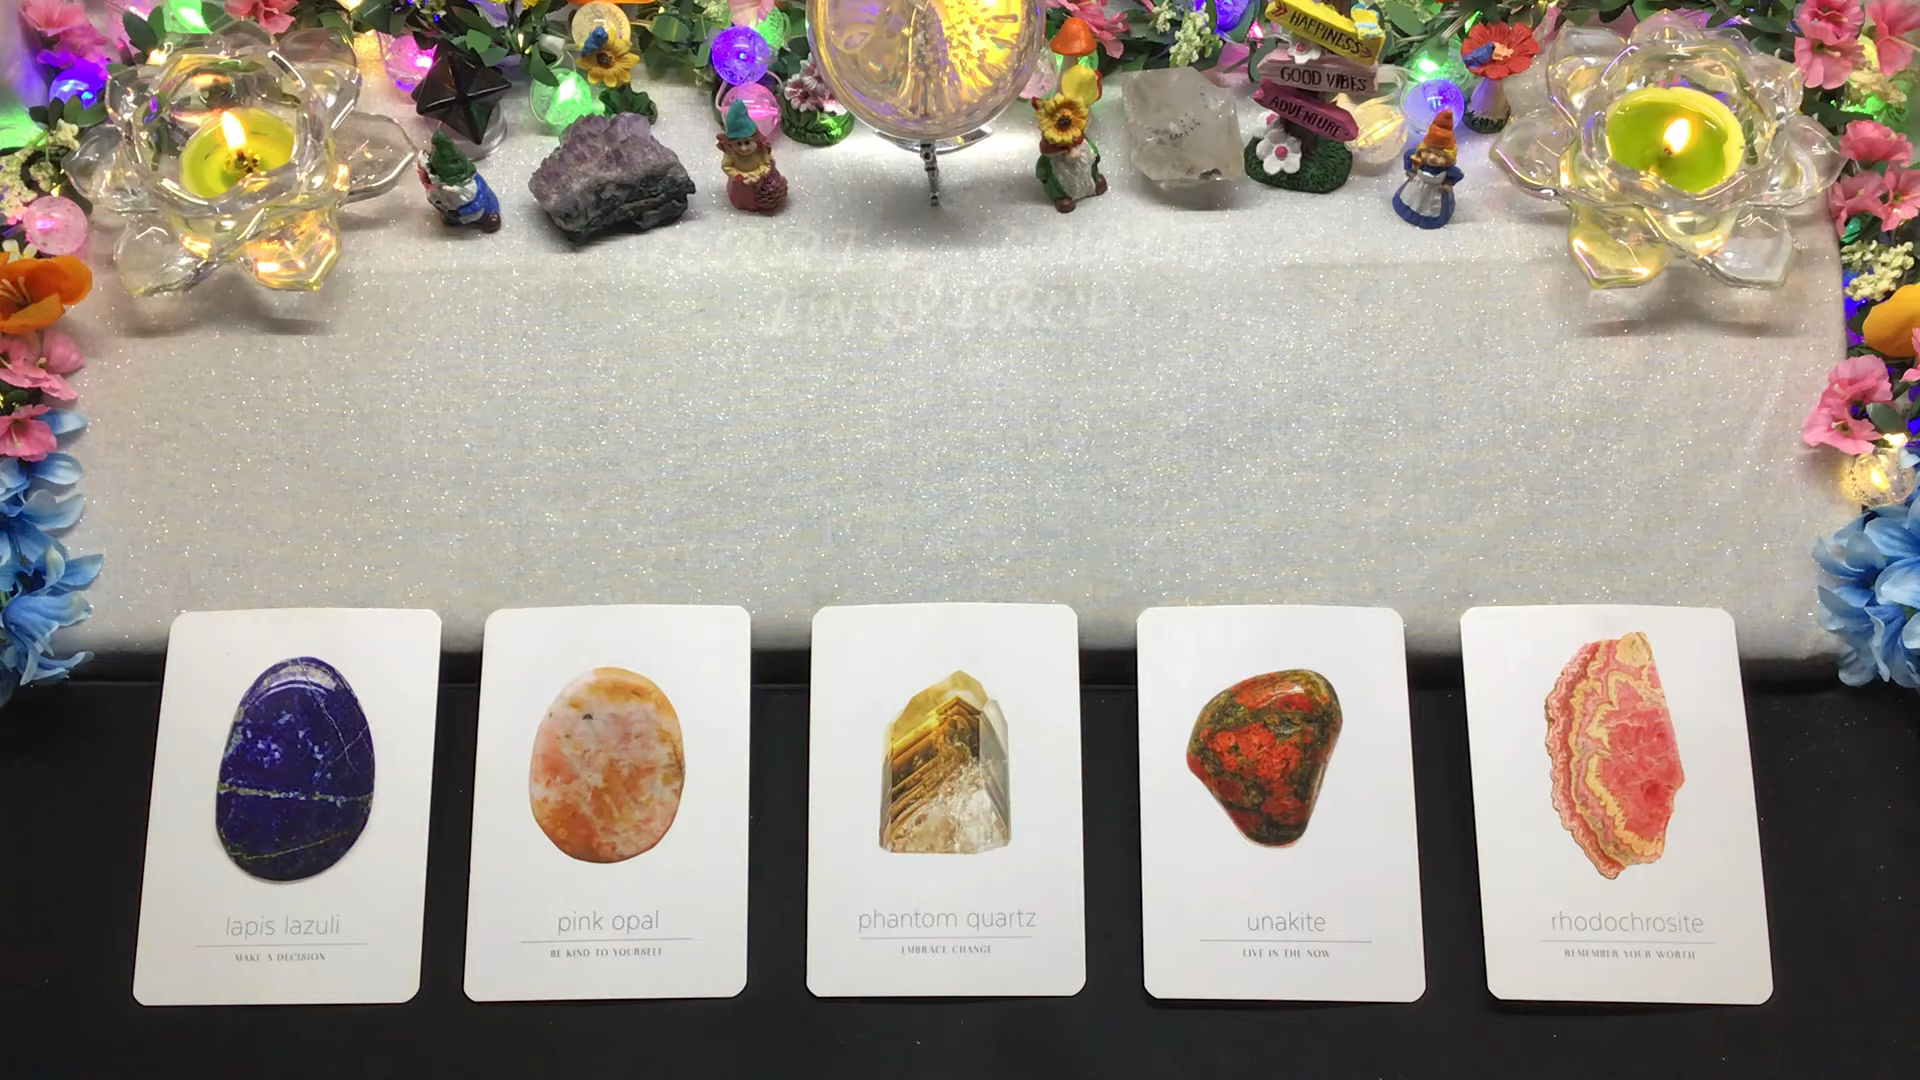 HAPPINESS
GOOD VIBES
ADVENTURE
INSPIRED
lapis lazuli
MAKE A DECISION
pink opal
BE KIND TO YOURSELF
phantom quartz
EMBRACE CHANGE
unakite
LIVE IN THE NOW
rhodochrosite
REMEMBER YOUR WORTH